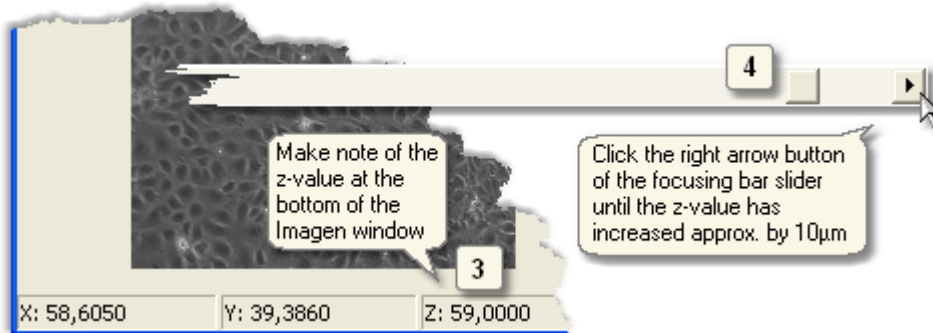 4
Make note of the
z-value at the
bottom of the
Imagen window
Click the right arrow button
of the focusing bar slider
until the z-value has
increased approx. by 10µm
3
X: 58,6050 Y: 39,3860 Z: 59,0000